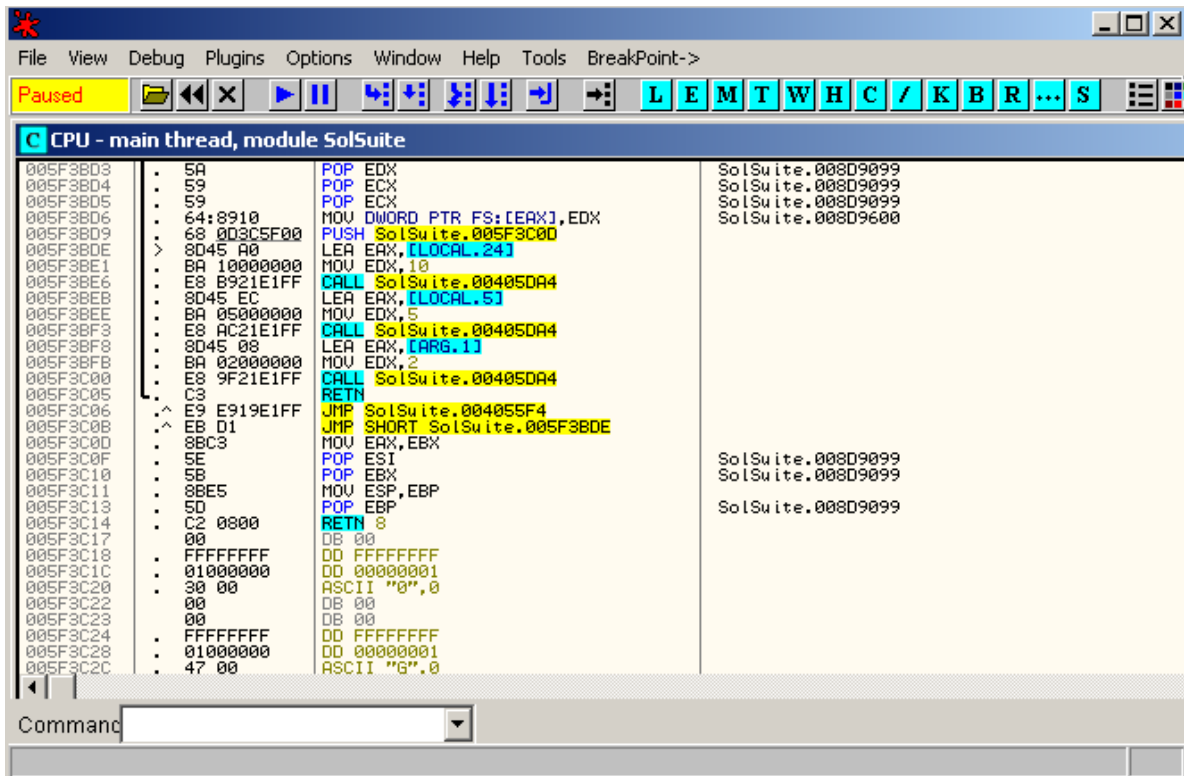 File View Debug Plugins Options Window Help Tools BreakPoint->
Paused L E M T W H C / K B R ... S
C CPU - main thread, module SolSuite
005F3BD3 . 5A POP EDX SolSuite.008D9099
005F3BD4 . 59 POP ECX SolSuite.008D9099
005F3BD5 . 59 POP ECX SolSuite.008D9099
005F3BD6 . 64:8910 MOV DWORD PTR FS:[EAX],EDX SolSuite.008D9600
005F3BD9 . 68 0D3C5F00 PUSH SolSuite.005F3C0D
005F3BDE > 8D45 A0 LEA EAX,[LOCAL.24]
005F3BE1 . BA 10000000 MOV EDX,10
005F3BE6 . E8 B921E1FF CALL SolSuite.00405DA4
005F3BEB . 8D45 EC LEA EAX,[LOCAL.5]
005F3BEE . BA 05000000 MOV EDX,5
005F3BF3 . E8 AC21E1FF CALL SolSuite.00405DA4
005F3BF8 . 8D45 08 LEA EAX,[ARG.1]
005F3BFB . BA 02000000 MOV EDX,2
005F3C00 . E8 9F21E1FF CALL SolSuite.00405DA4
005F3C05 . C3 RETN
005F3C06 .^ E9 E919E1FF JMP SolSuite.004055F4
005F3C0B .^ EB D1 JMP SHORT SolSuite.005F3BDE
005F3C0D . 8BC3 MOV EAX,EBX
005F3C0F . 5E POP ESI SolSuite.008D9099
005F3C10 . 5B POP EBX SolSuite.008D9099
005F3C11 . 8BE5 MOV ESP,EBP
005F3C13 . 5D POP EBP SolSuite.008D9099
005F3C14 . C2 0800 RETN 8
005F3C17 00 DB 00
005F3C18 . FFFFFFFF DD FFFFFFFF
005F3C1C . 01000000 DD 00000001
005F3C20 . 30 00 ASCII "0",0
005F3C22 00 DB 00
005F3C23 00 DB 00
005F3C24 . FFFFFFFF DD FFFFFFFF
005F3C28 . 01000000 DD 00000001
005F3C2C . 47 00 ASCII "G",0
Command